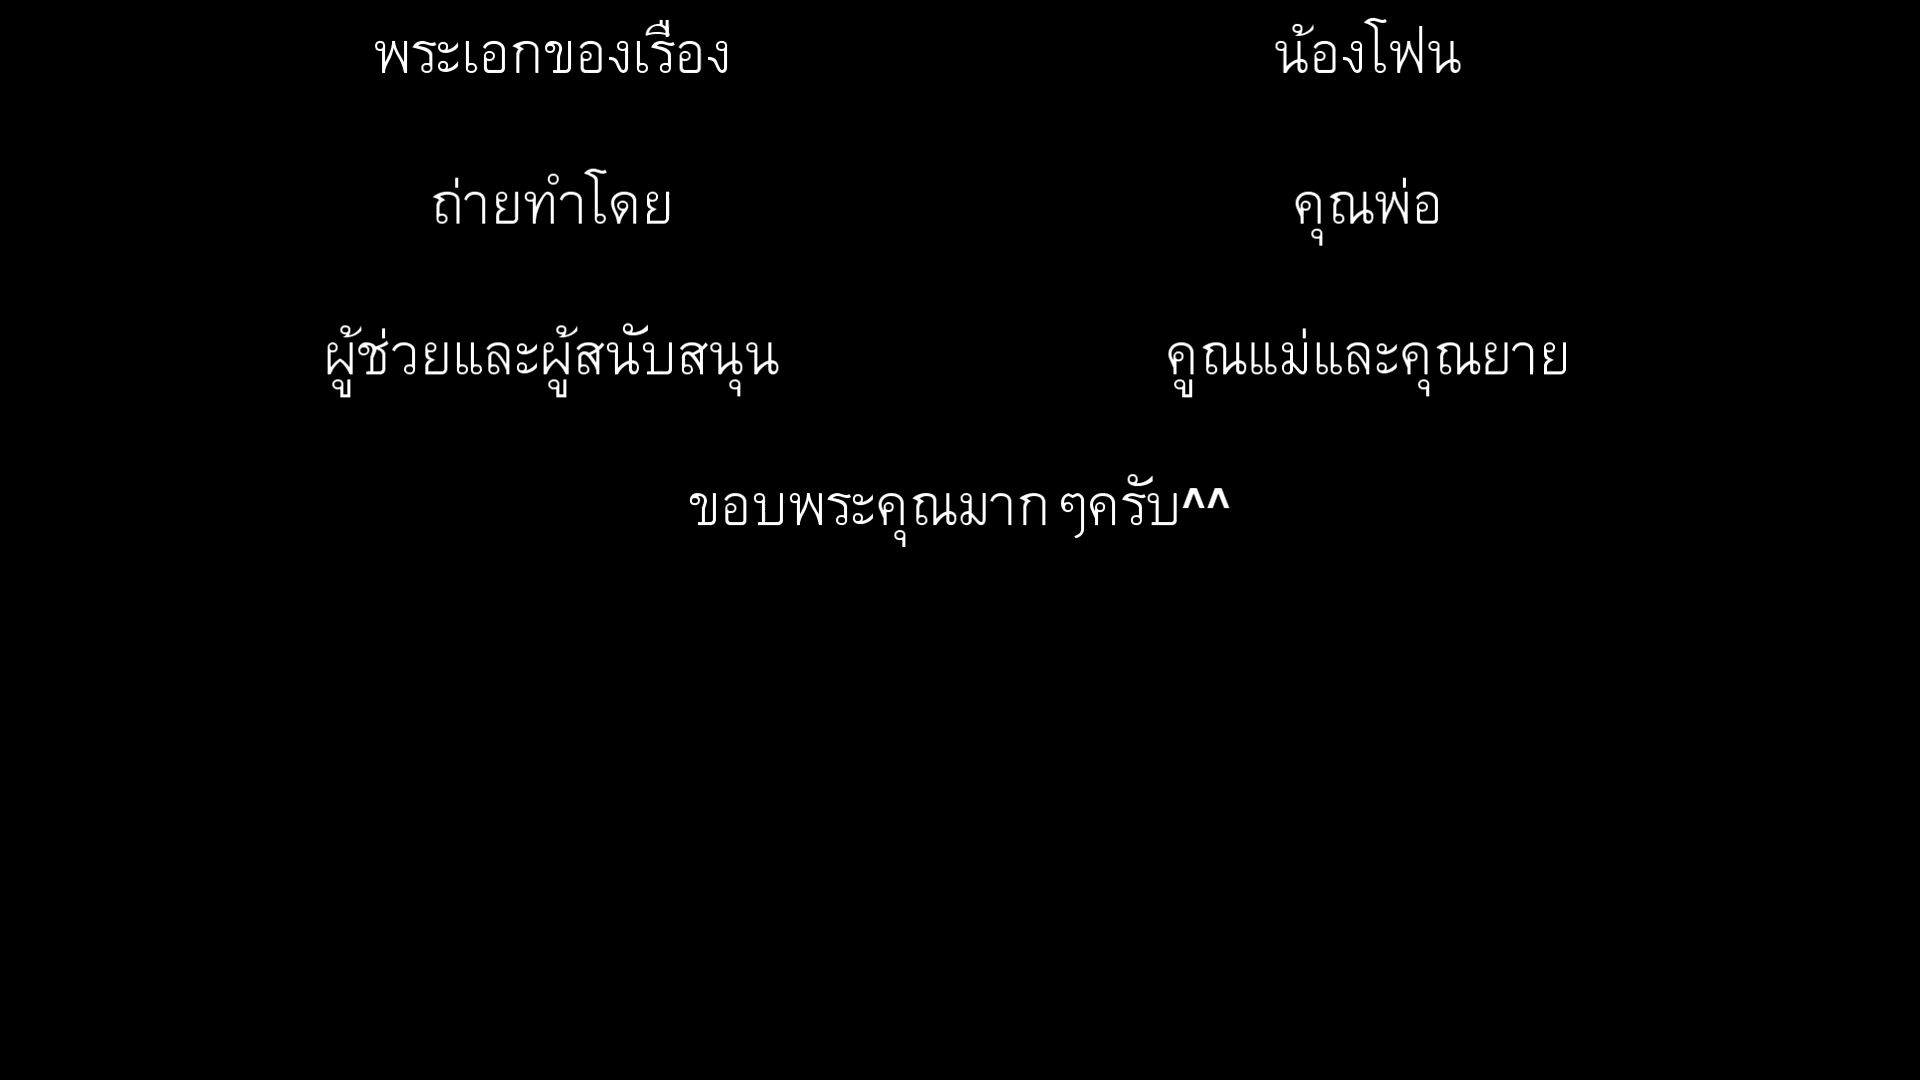 พระเอกของเรือง น้องโฟน
ถ่ายทำโดย คุณพ่อ
ผู้ช่วยและผู้สนับสนุน คูณแม่และคุณยาย
ขอบพระคุณมาก ๆครับ^^